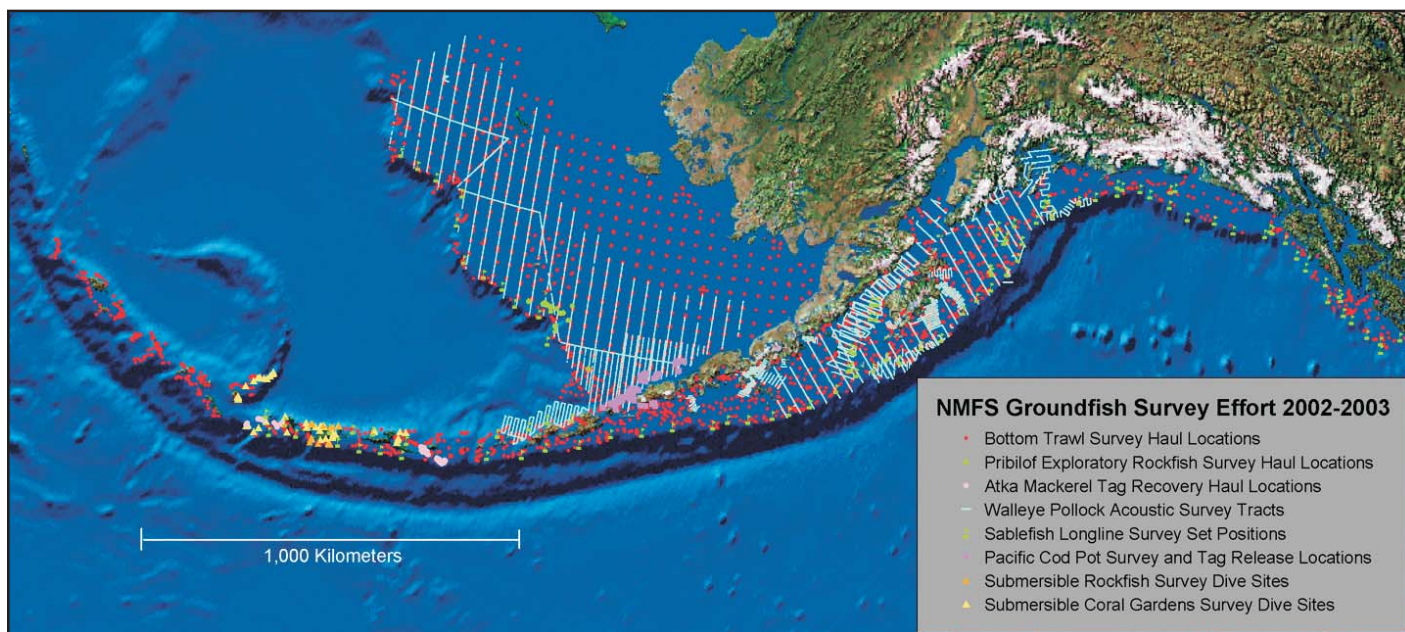 NMFS Groundfish Survey Effort 2002-2003
Bottom Trawl Survey Haul Locations
Pribilof Exploratory Rockfish Survey Haul Locations
Atka Mackerel Tag Recovery Haul Locations
Walleye Pollock Acoustic Survey Tracts
Sablefish Longline Survey Set Positions
Pacific Cod Pot Survey and Tag Release Locations
Submersible Rockfish Survey Dive Sites
Submersible Coral Gardens Survey Dive Sites
1,000 Kilometers